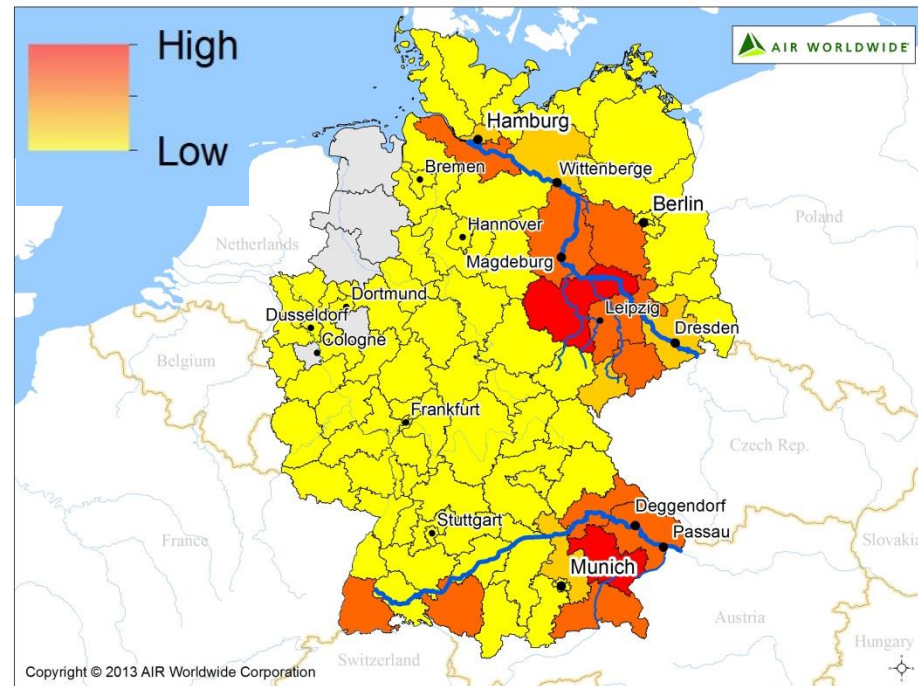 High
Low
AIR WORLDWIDE
Hamburg
Bremen
Wittenberge
Berlin
Poland
Hannover
Netherlands
Magdeburg
Dortmund
Leipzig
Dusseldorf
Dresden
Cologne
Belgium
Frankfurt
Czech Rep.
Deggendorf
Stuttgart
Passau
France
Slovakia
Munich
Austria
Hungary
Switzerland
Copyright © 2013 AIR Worldwide Corporation